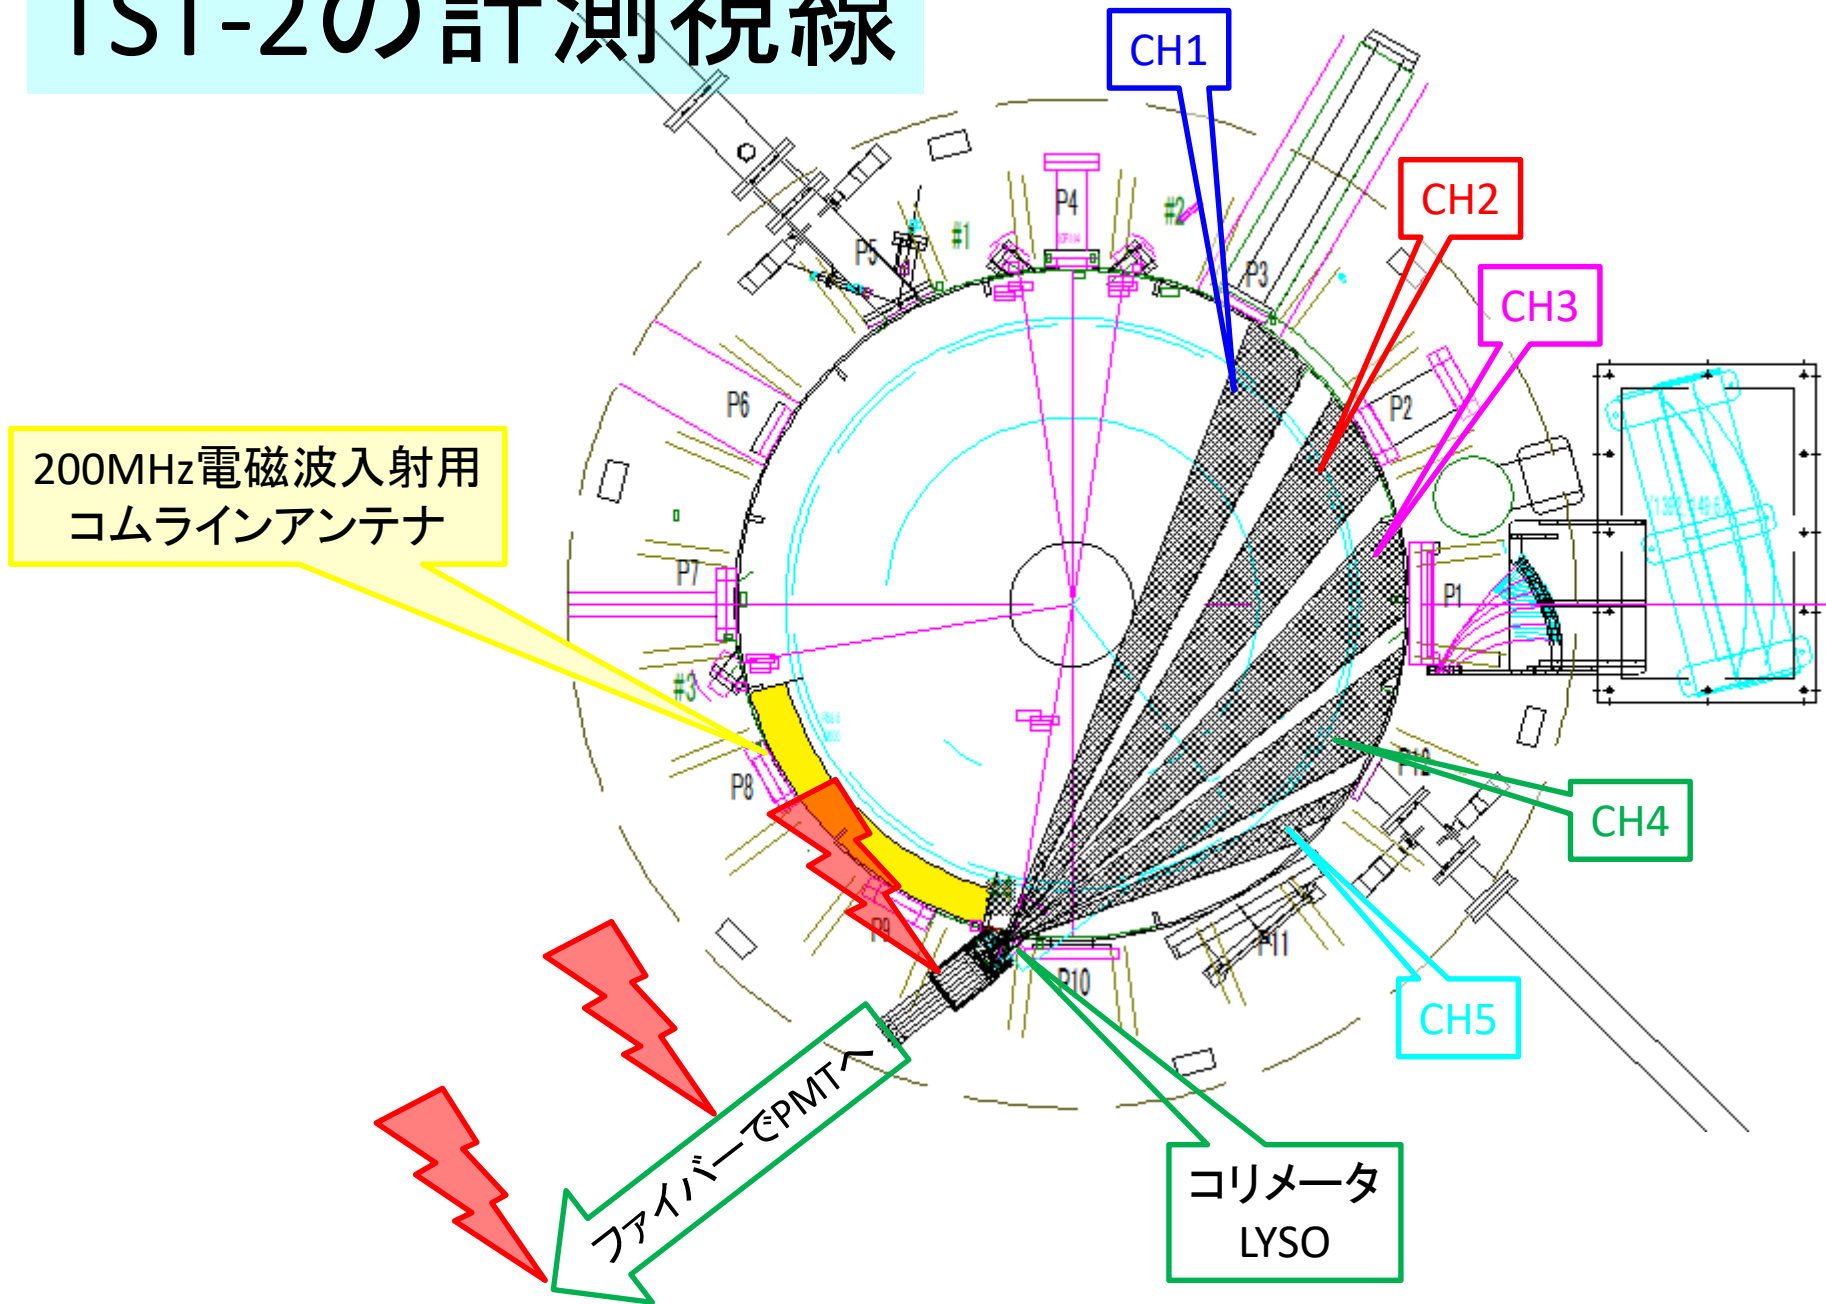 TST-2の計測視線
CH1
CH2
CH3
P4
#1
#2
P5
P3
P6
P2
200MHz電磁波入射用
コムラインアンテナ
P7
P1
#3
P8
P12
CH4
P9
P11
P10
CH5
ファイバーでPMTへ
コリメータ
LYSO